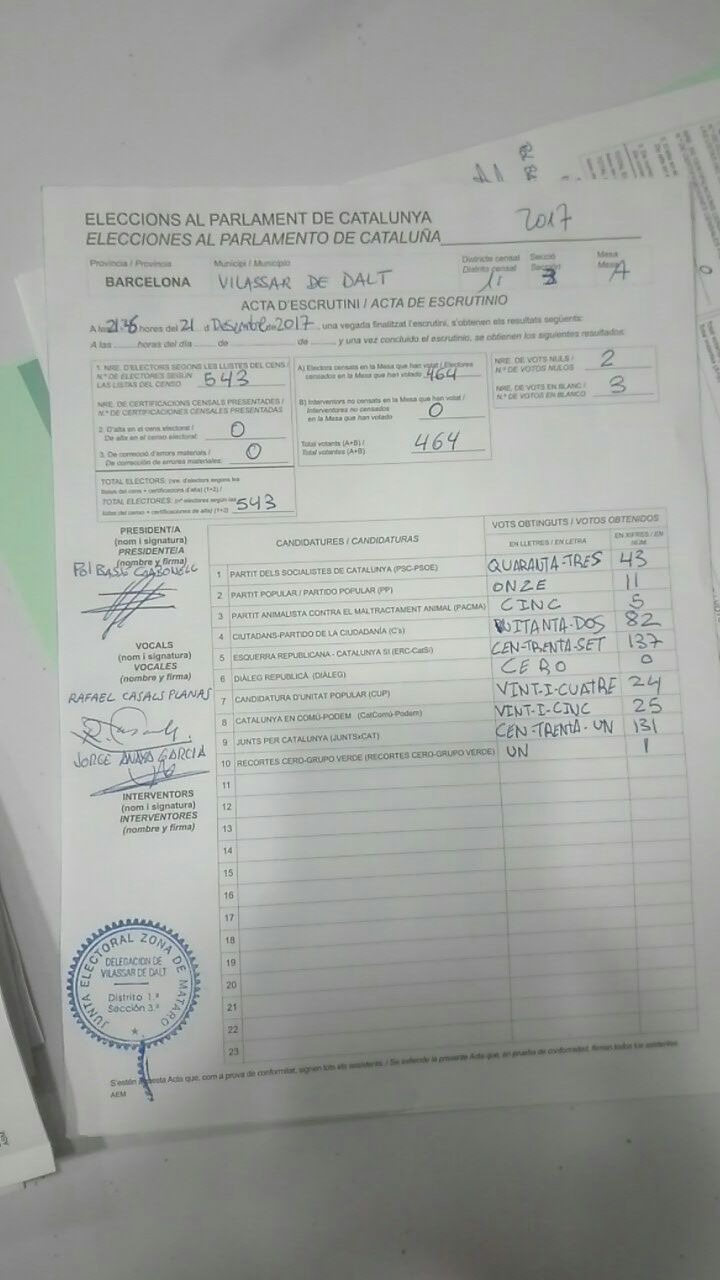 ELECCIONS AL PARLAMENT DE CATALUNYA 2017
ELECCIONES AL PARLAMENTO DE CATALUÑA
Provincia / Provincia Municipi / Municipio Districte censal Secció Mesa
Distrito censal Sección Mesa
BARCELONA VILASSAR DE DALT 1 3 A
ACTA D'ESCRUTINI / ACTA DE ESCRUTINIO
A les hores del 21 d Desembre de 2017, una vegada finalitzat l'escrutini, s'obtenen els resultats següents:
A las horas del día de de y una vez concluido el escrutinio, se obtienen los siguientes resultados:
1. NRE. D'ELECTORS SEGONS LES LLISTES DEL CENS /
N.º DE ELECTORES SEGÚN
LAS LISTAS DEL CENSO 543
NRE. DE CERTIFICACIONS CENSALS PRESENTADES /
N.º DE CERTIFICACIONES CENSALES PRESENTADAS
2. D'alta en el cens electoral /
De alta en el censo electoral: 0
3. De correcció d'errors materials /
De corrección de errores materiales: 0
TOTAL ELECTORS: (nre. d'electors segons les
llistes del cens + certificacions d'alta) (1+2) /
TOTAL ELECTORES: (nº electores según las
listas del censo + certificaciones de alta) (1+2) 543
A) Electors censats en la Mesa que han votat / Electores
censados en la Mesa que han votado 464
B) Interventors no censats en la Mesa que han votat /
Interventores no censados
en la Mesa que han votado 0
Total votants (A+B) /
Total votantes (A+B) 464
NRE. DE VOTS NULS /
N.º DE VOTOS NULOS 2
NRE. DE VOTS EN BLANC /
N.º DE VOTOS EN BLANCO 3
PRESIDENT/A
(nom i signatura)
PRESIDENTE/A
(nombre y firma)
VOCALS
(nom i signatura)
VOCALES
(nombre y firma)
RAFAEL CASALS PLANAS
JORGE ANAYA GARCIA
INTERVENTORS
(nom i signatura)
INTERVENTORES
(nombre y firma)
CANDIDATURES / CANDIDATURAS VOTS OBTINGUTS / VOTOS OBTENIDOS
EN LLETRES / EN LETRA EN XIFRES / EN NÚM.
1 PARTIT DELS SOCIALISTES DE CATALUNYA (PSC-PSOE) QUARANTA-TRES 43
2 PARTIT POPULAR / PARTIDO POPULAR (PP) ONZE 11
3 PARTIT ANIMALISTA CONTRA EL MALTRACTAMENT ANIMAL (PACMA) CINC 5
4 CIUTADANS-PARTIDO DE LA CIUDADANÍA (C's) VUITANTA-DOS 82
5 ESQUERRA REPUBLICANA - CATALUNYA SÍ (ERC-CatSí) CEN-TRENTA-SET 137
6 DIÀLEG REPUBLICÀ (DIÀLEG) CERO 0
7 CANDIDATURA D'UNITAT POPULAR (CUP) VINT-I-CUATRE 24
8 CATALUNYA EN COMÚ-PODEM (CatComú-Podem) VINT-I-CINC 25
9 JUNTS PER CATALUNYA (JUNTSxCAT) CEN-TRENTA-UN 131
10 RECORTES CERO-GRUPO VERDE (RECORTES CERO-GRUPO VERDE) UN 1
11
12
13
14
15
16
17
18
19
20
21
22
23
JUNTA ELECTORAL ZONA DE MATARÓ
DELEGACION DE
VILASSAR DE DALT
Distrito 1.º
Sección 3.ª
S'estén aquesta Acta que, com a prova de conformitat, signen tots els assistents. / Se extiende la presente Acta que, en prueba de conformidad, firman todos los asistentes
AEM